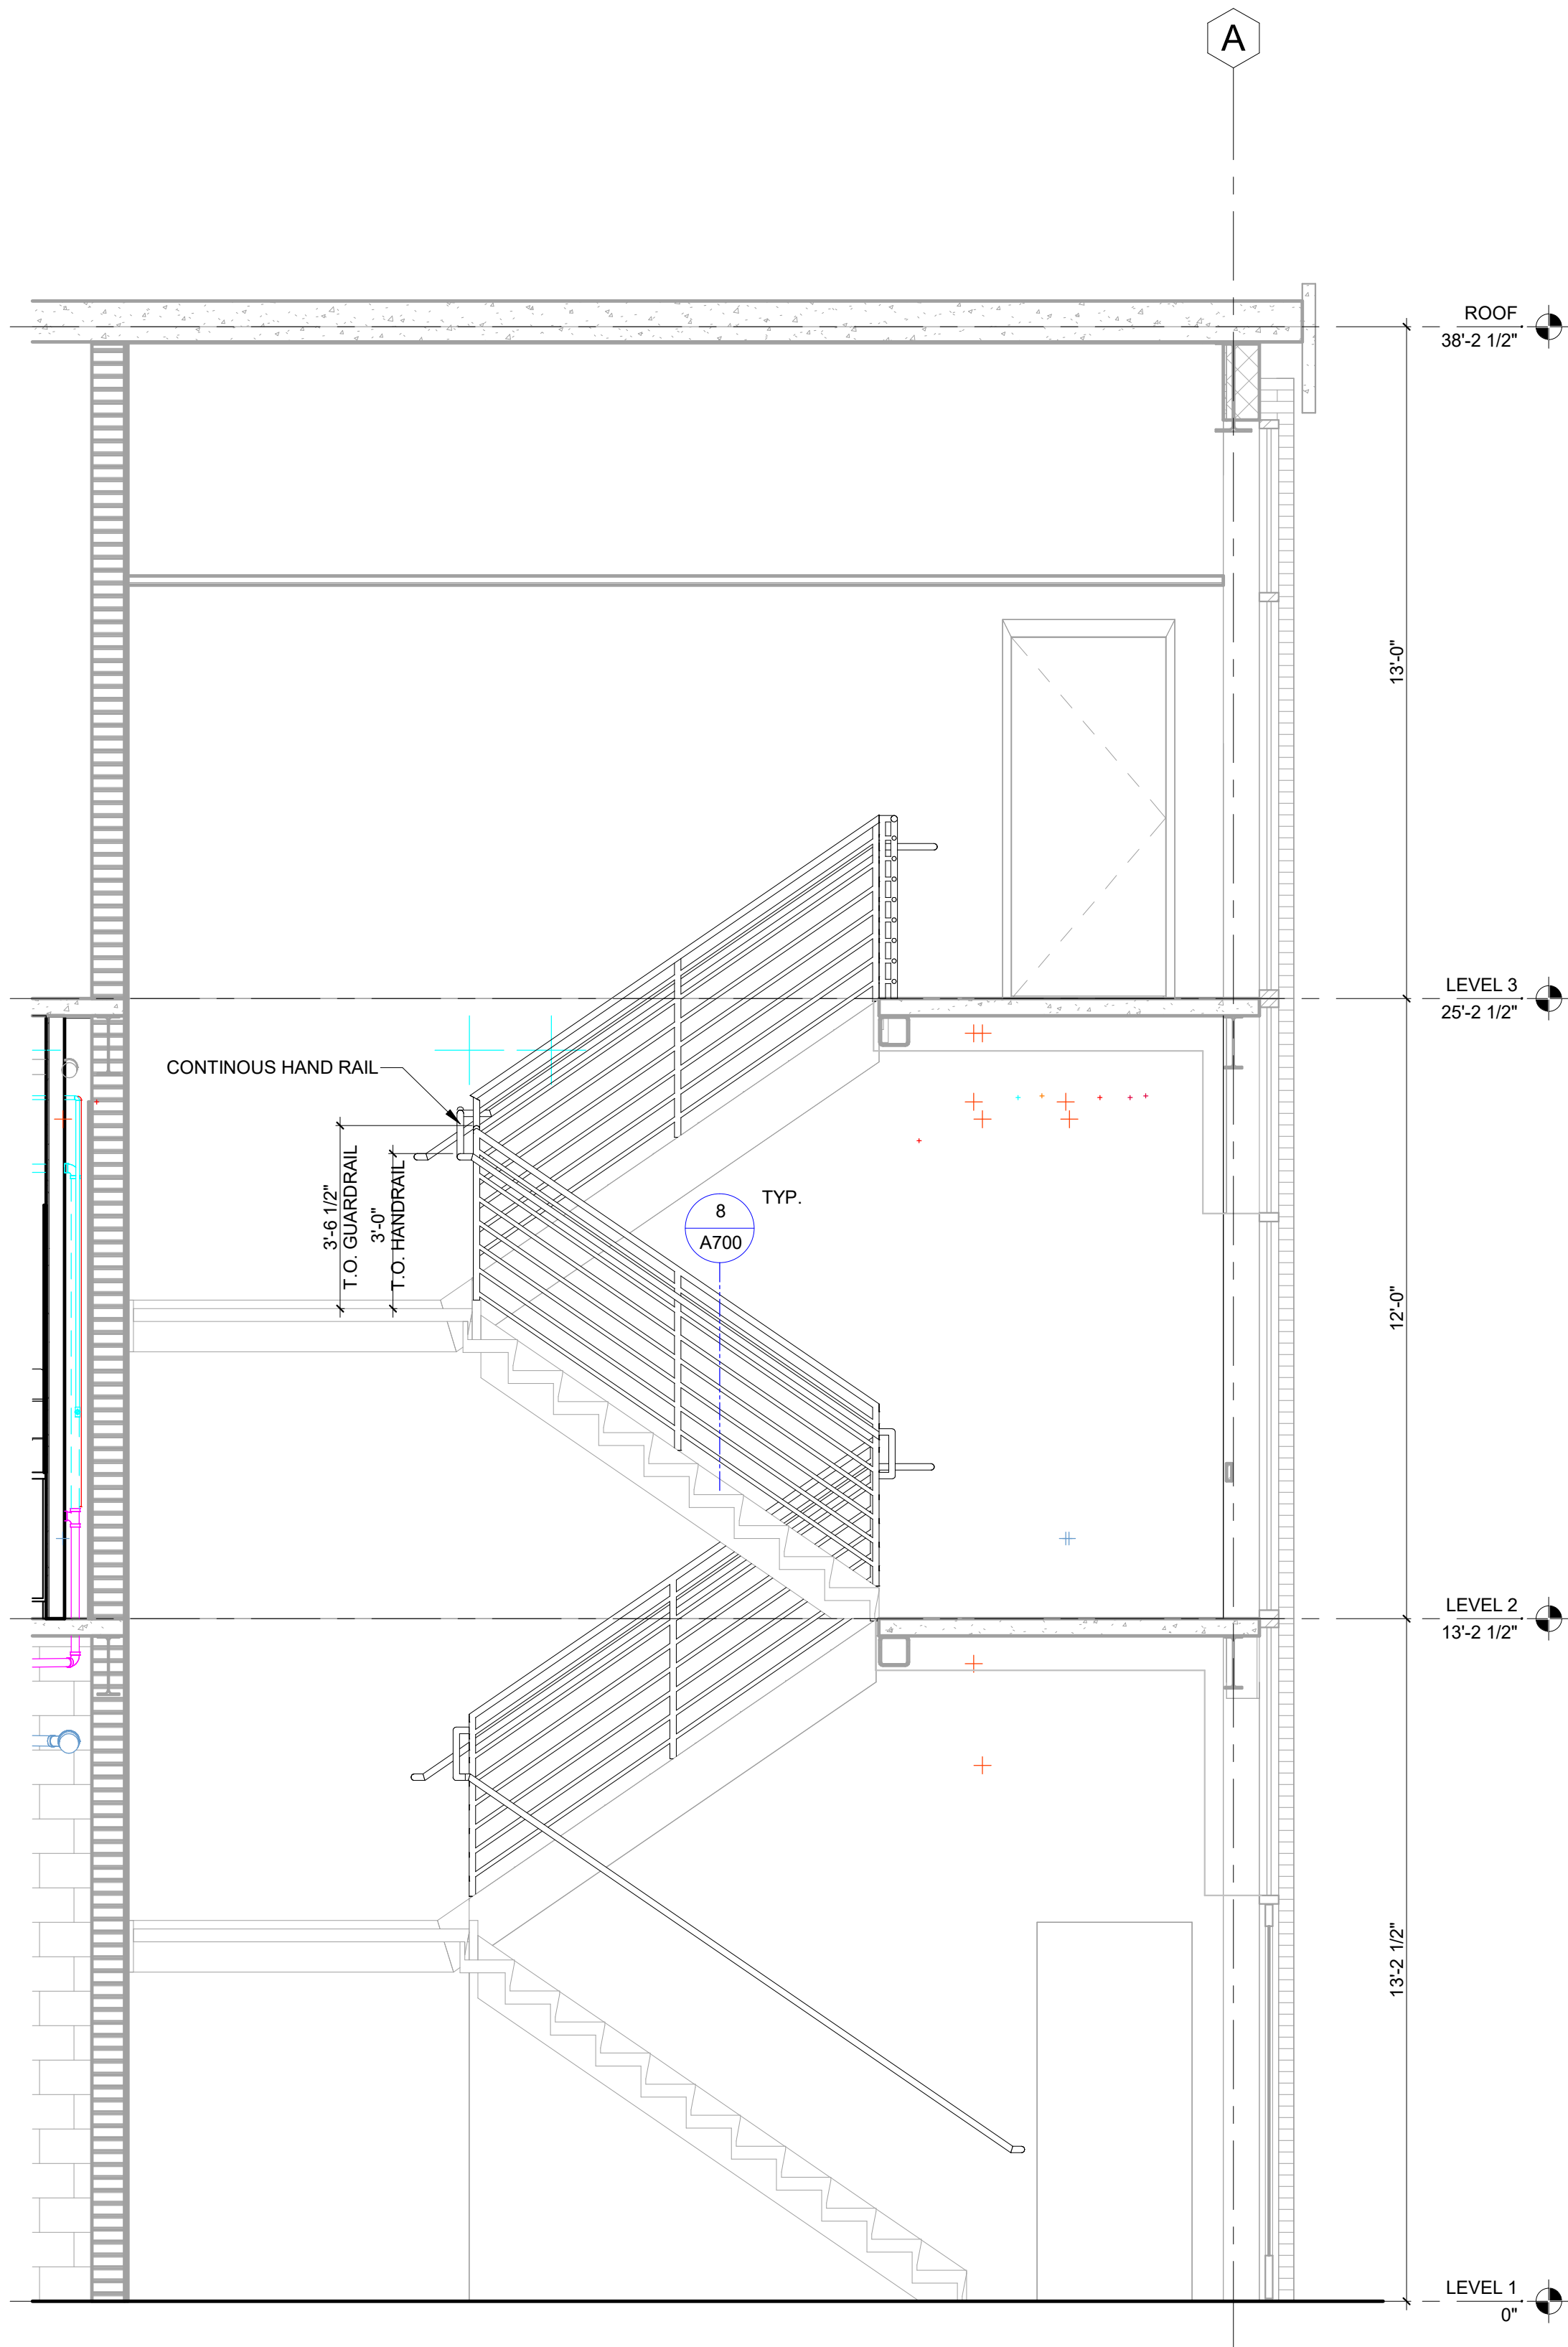 A
ROOF
38'-2 1/2"
13'-0"
LEVEL 3
25'-2 1/2"
CONTINOUS HAND RAIL
3'-6 1/2"
T.O. GUARDRAIL
3'-0"
T.O. HANDRAIL
8
A700
TYP.
12'-0"
LEVEL 2
13'-2 1/2"
13'-2 1/2"
LEVEL 1
0"